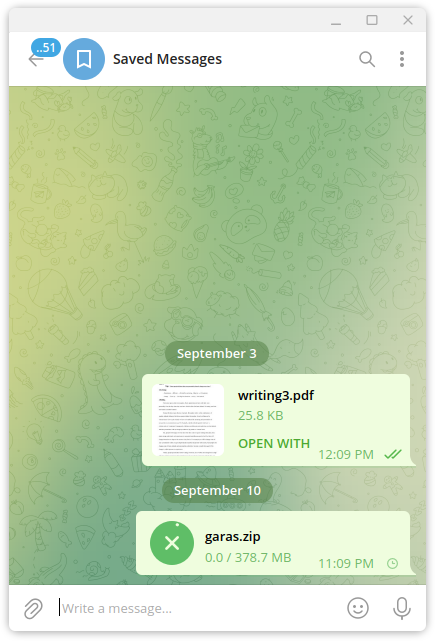 ..51
Saved Messages
September 3
writing3.pdf
25.8 KB
OPEN WITH
12:09 PM
September 10
garas.zip
0.0 / 378.7 MB
11:09 PM
Write a message...